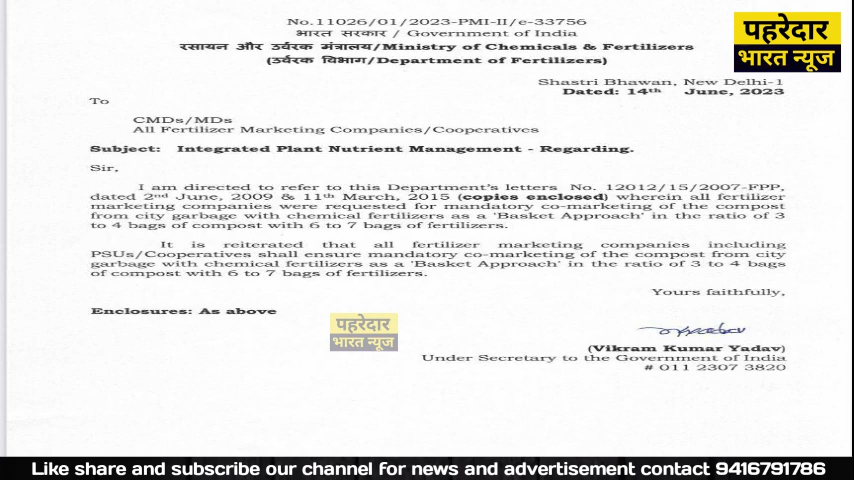 No.11026/01/2023-PMI-II/e-33756
भारत सरकार / Government of India
रसायन और उर्वरक मंत्रालय/Ministry of Chemicals & Fertilizers
(उर्वरक विभाग/Department of Fertilizers)
पहरेदार
भारत न्यूज
Shastri Bhawan, New Delhi-1
Dated: 14th June, 2023
To
CMDs/MDs
All Fertilizer Marketing Companies/Cooperatives
Subject: Integrated Plant Nutrient Management - Regarding.
Sir,
I am directed to refer to this Department's letters No. 12012/15/2007-FPP,
dated 2nd June, 2009 & 11th March, 2015 (copies enclosed) wherein all fertilizer
marketing companies were requested for mandatory co-marketing of the compost
from city garbage with chemical fertilizers as a 'Basket Approach' in the ratio of 3
to 4 bags of compost with 6 to 7 bags of fertilizers.
It is reiterated that all fertilizer marketing companies including
PSUs/Cooperatives shall ensure mandatory co-marketing of the compost from city
garbage with chemical fertilizers as a 'Basket Approach' in the ratio of 3 to 4 bags
of compost with 6 to 7 bags of fertilizers.
Yours faithfully,
Enclosures: As above
पहरेदार
भारत न्यूज
(Vikram Kumar Yadav)
Under Secretary to the Government of India
# 011 2307 3820
Like share and subscribe our channel for news and advertisement contact 9416791786